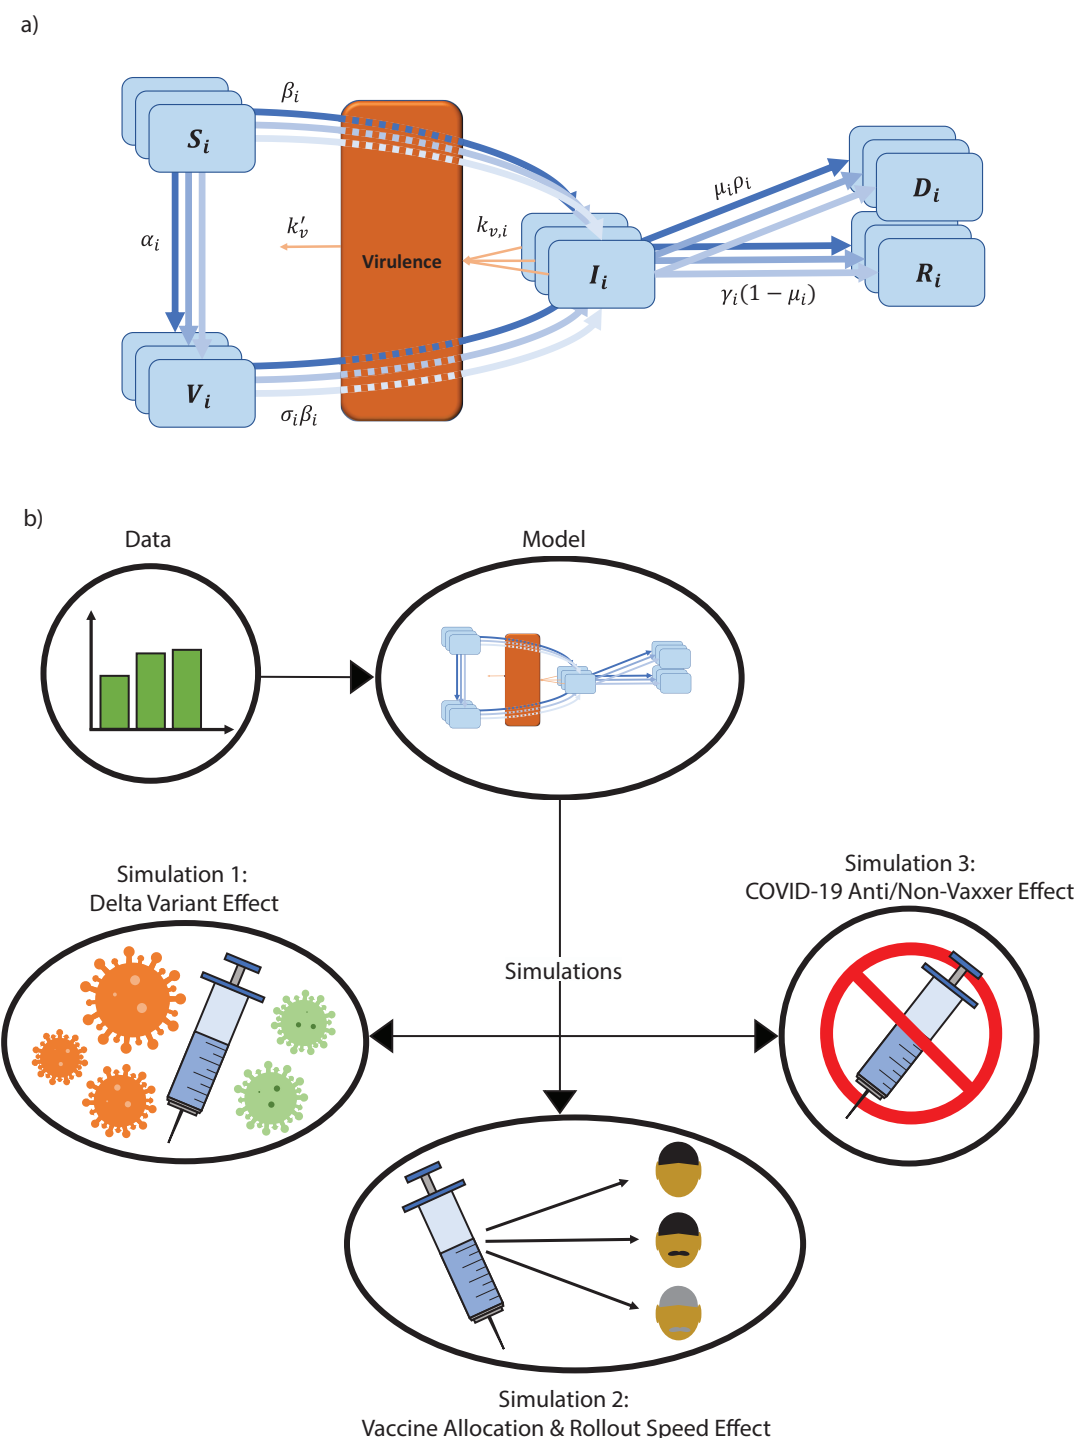 a)
βᵢ
Sᵢ
Dᵢ
μᵢρᵢ
αᵢ
k′ᵥ
kᵥ,ᵢ
Virulence
Iᵢ
Rᵢ
γᵢ(1 − μᵢ)
Vᵢ
σᵢβᵢ
b)
Data
Model
Simulation 1:
Delta Variant Effect
Simulation 3:
COVID-19 Anti/Non-Vaxxer Effect
Simulations
Simulation 2:
Vaccine Allocation & Rollout Speed Effect